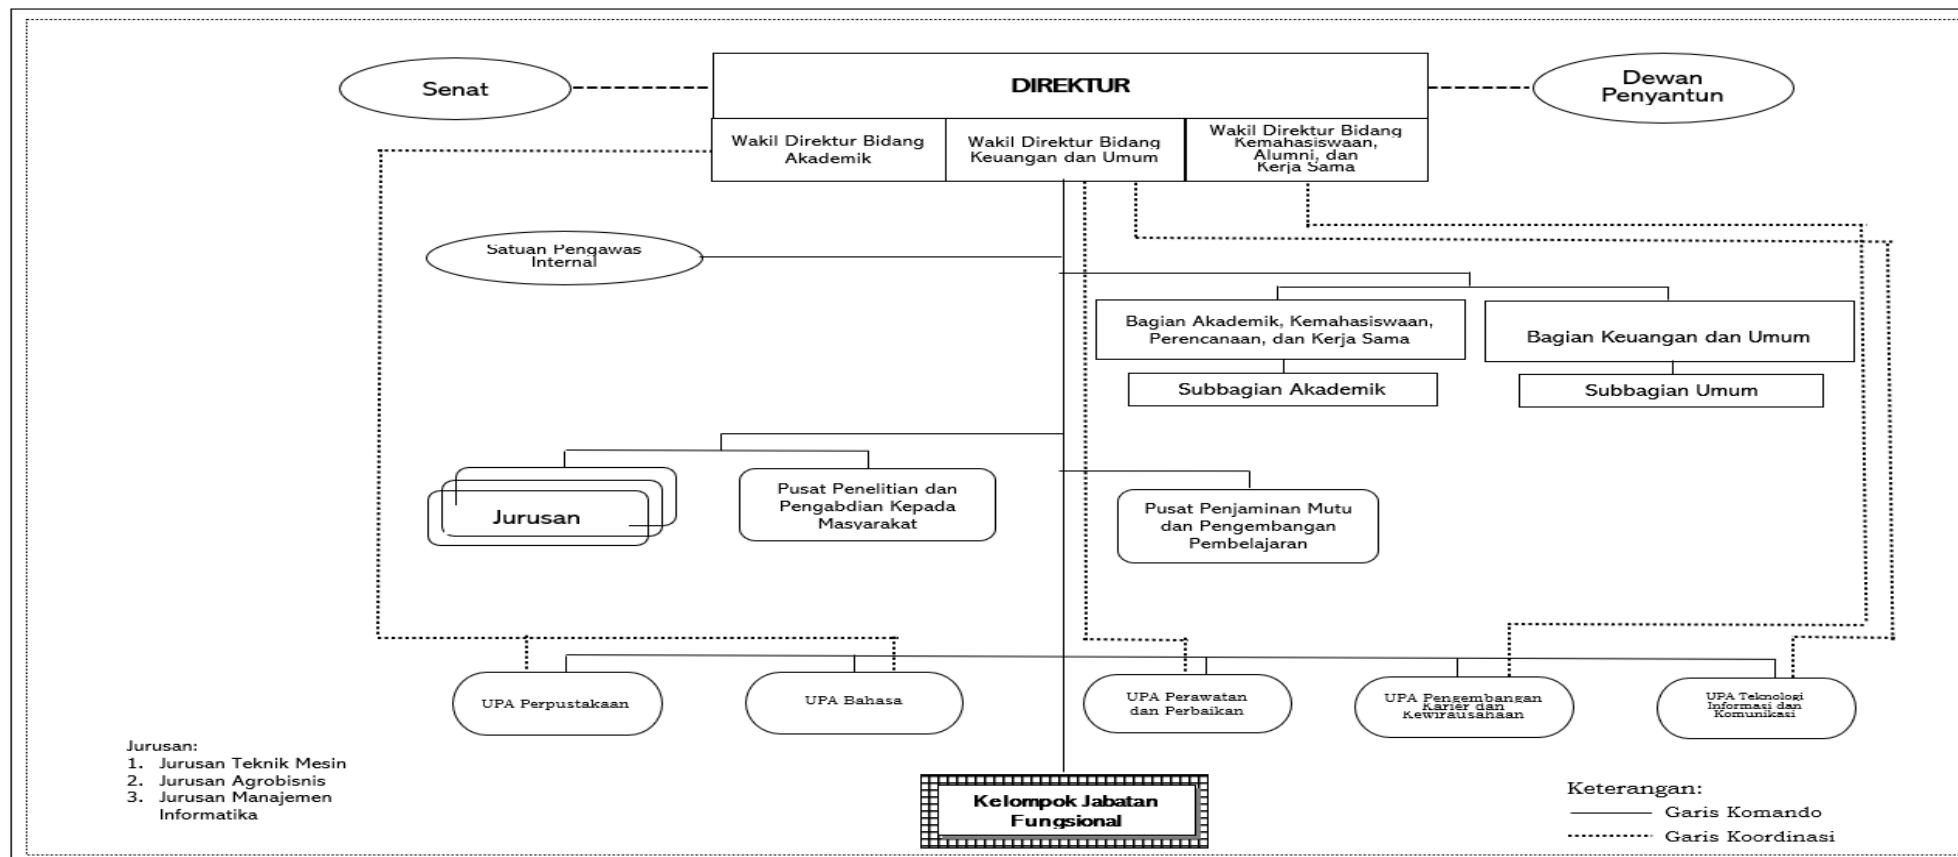 Senat
DIREKTUR
Dewan
Penyantun
Wakil Direktur Bidang
Akademik
Wakil Direktur Bidang
Keuangan dan Umum
Wakil Direktur Bidang
Kemahasiswaan,
Alumni, dan
Kerja Sama
Satuan Pengawas
Internal
Bagian Akademik, Kemahasiswaan,
Perencanaan, dan Kerja Sama
Bagian Keuangan dan Umum
Subbagian Akademik
Subbagian Umum
Jurusan
Pusat Penelitian dan
Pengabdian Kepada
Masyarakat
Pusat Penjaminan Mutu
dan Pengembangan
Pembelajaran
UPA Perpustakaan
UPA Bahasa
UPA Perawatan
dan Perbaikan
UPA Pengembangan
Karier dan
Kewirausahaan
UPA Teknologi
Informasi dan
Komunikasi
Jurusan:
1. Jurusan Teknik Mesin
2. Jurusan Agrobisnis
3. Jurusan Manajemen
Informatika
Kelompok Jabatan
Fungsional
Keterangan:
Garis Komando
Garis Koordinasi